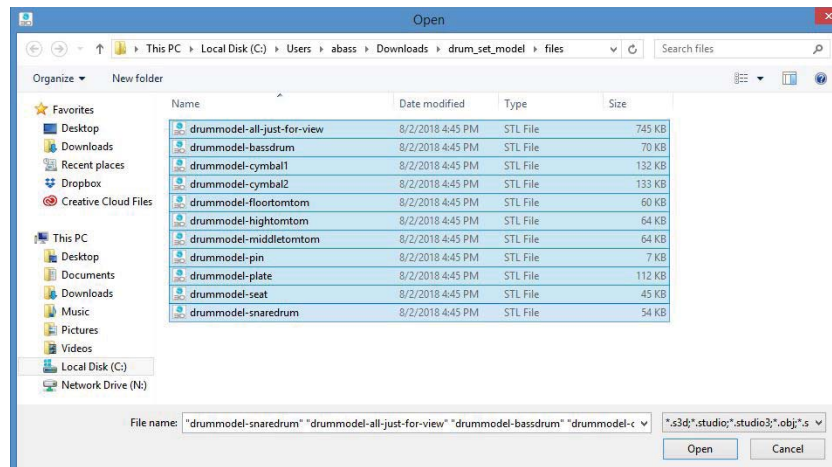 Open
This PC Local Disk (C:) Users abass Downloads drum_set_model files Search files
Organize New folder
Name Date modified Type Size
Favorites
Desktop
Downloads
Recent places
Dropbox
Creative Cloud Files
This PC
Desktop
Documents
Downloads
Music
Pictures
Videos
Local Disk (C:)
Network Drive (N:)
drummodel-all-just-for-view 8/2/2018 4:45 PM STL File 745 KB
drummodel-bassdrum 8/2/2018 4:45 PM STL File 70 KB
drummodel-cymbal1 8/2/2018 4:45 PM STL File 132 KB
drummodel-cymbal2 8/2/2018 4:45 PM STL File 133 KB
drummodel-floortomtom 8/2/2018 4:45 PM STL File 60 KB
drummodel-hightomtom 8/2/2018 4:45 PM STL File 64 KB
drummodel-middletomtom 8/2/2018 4:45 PM STL File 64 KB
drummodel-pin 8/2/2018 4:45 PM STL File 7 KB
drummodel-plate 8/2/2018 4:45 PM STL File 112 KB
drummodel-seat 8/2/2018 4:45 PM STL File 45 KB
drummodel-snaredrum 8/2/2018 4:45 PM STL File 54 KB
File name: "drummodel-snaredrum" "drummodel-all-just-for-view" "drummodel-bassdrum" "drummodel-c *.s3d;*.studio;*.studio3;*.obj;*.s
Open Cancel